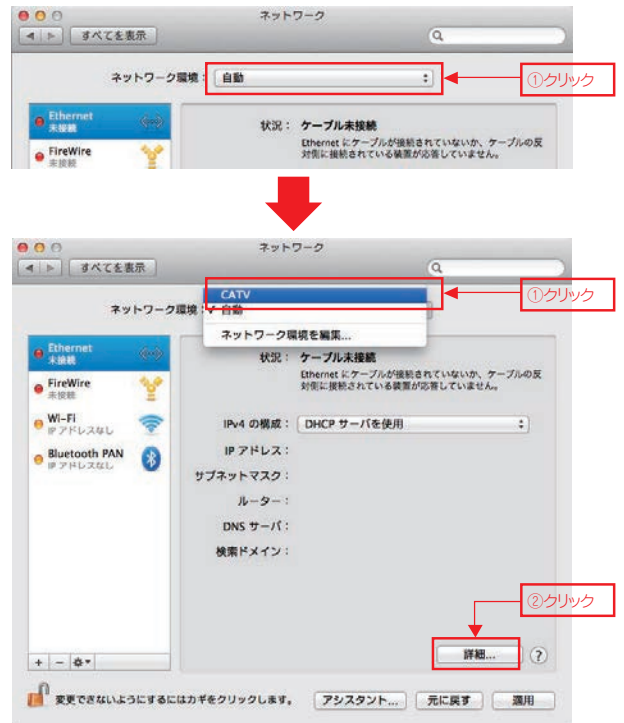 ネットワーク
すべてを表示
ネットワーク環境： 自動
①クリック
Ethernet
未接続
状況： ケーブル未接続
Ethernet にケーブルが接続されていないか、ケーブルの反
対側に接続されている装置が応答していません。
FireWire
未接続
ネットワーク
すべてを表示
CATV
①クリック
ネットワーク環境： ✓ 自動
ネットワーク環境を編集...
Ethernet
未接続
状況： ケーブル未接続
Ethernet にケーブルが接続されていないか、ケーブルの反
対側に接続されている装置が応答していません。
FireWire
未接続
Wi-Fi
IP アドレスなし
IPv4 の構成： DHCP サーバを使用
Bluetooth PAN
IP アドレスなし
IP アドレス：
サブネットマスク：
ルーター：
DNS サーバ：
検索ドメイン：
②クリック
詳細... ?
+ −
変更できないようにするにはカギをクリックします。 アシスタント... 元に戻す 適用